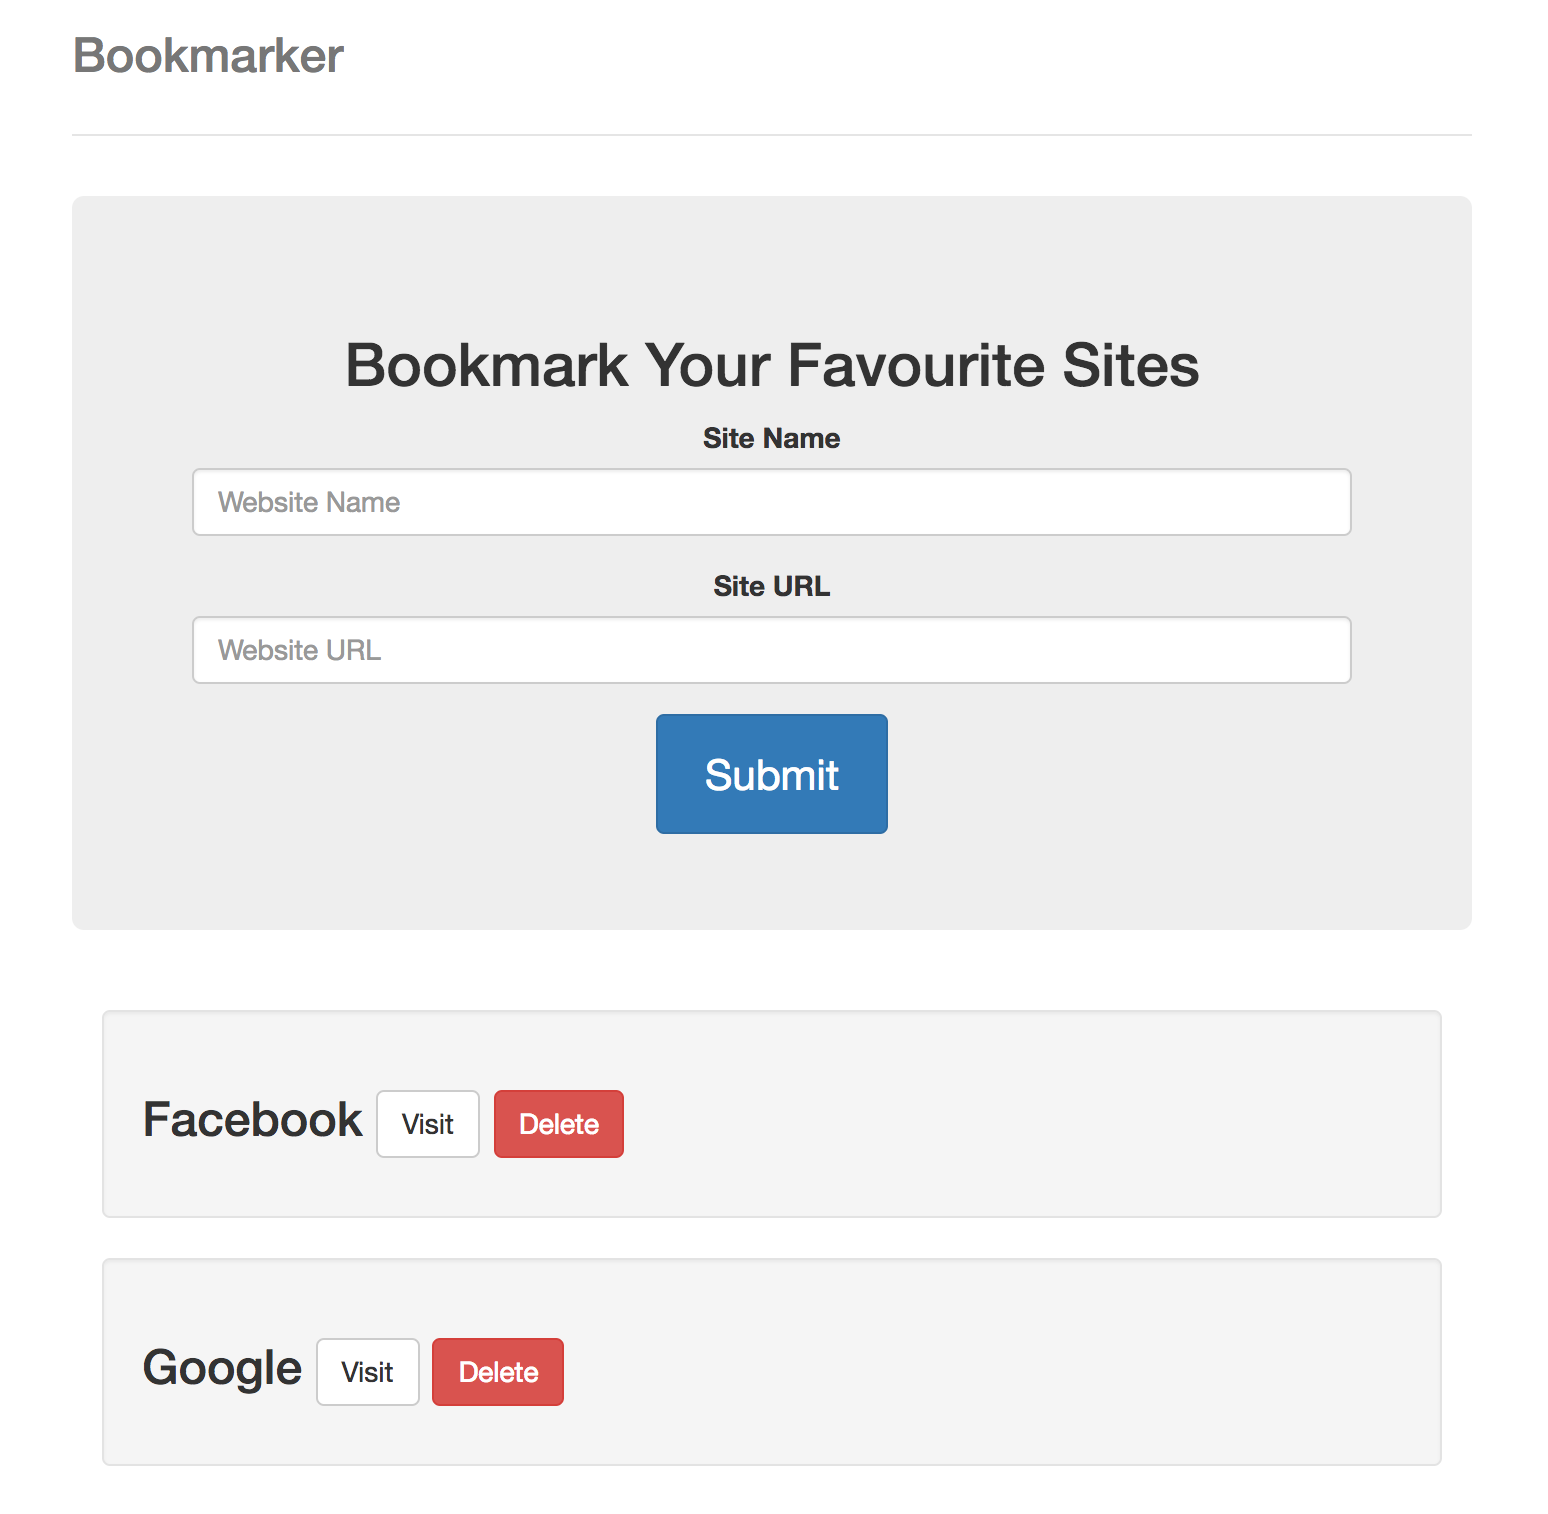 Bookmarker
Bookmark Your Favourite Sites
Site Name
Website Name
Site URL
Website URL
Submit
Facebook Visit Delete
Google Visit Delete